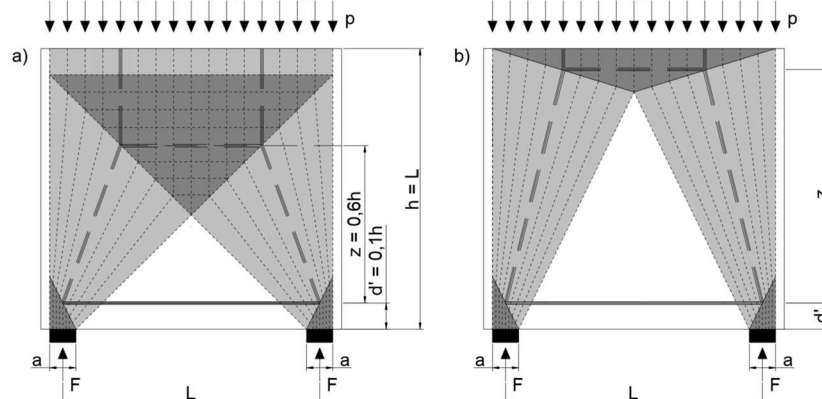 p
a)
z = 0,6h
d' = 0,1h
h = L
a
F
L
F
a
p
b)
z
d'
a
F
L
F
a